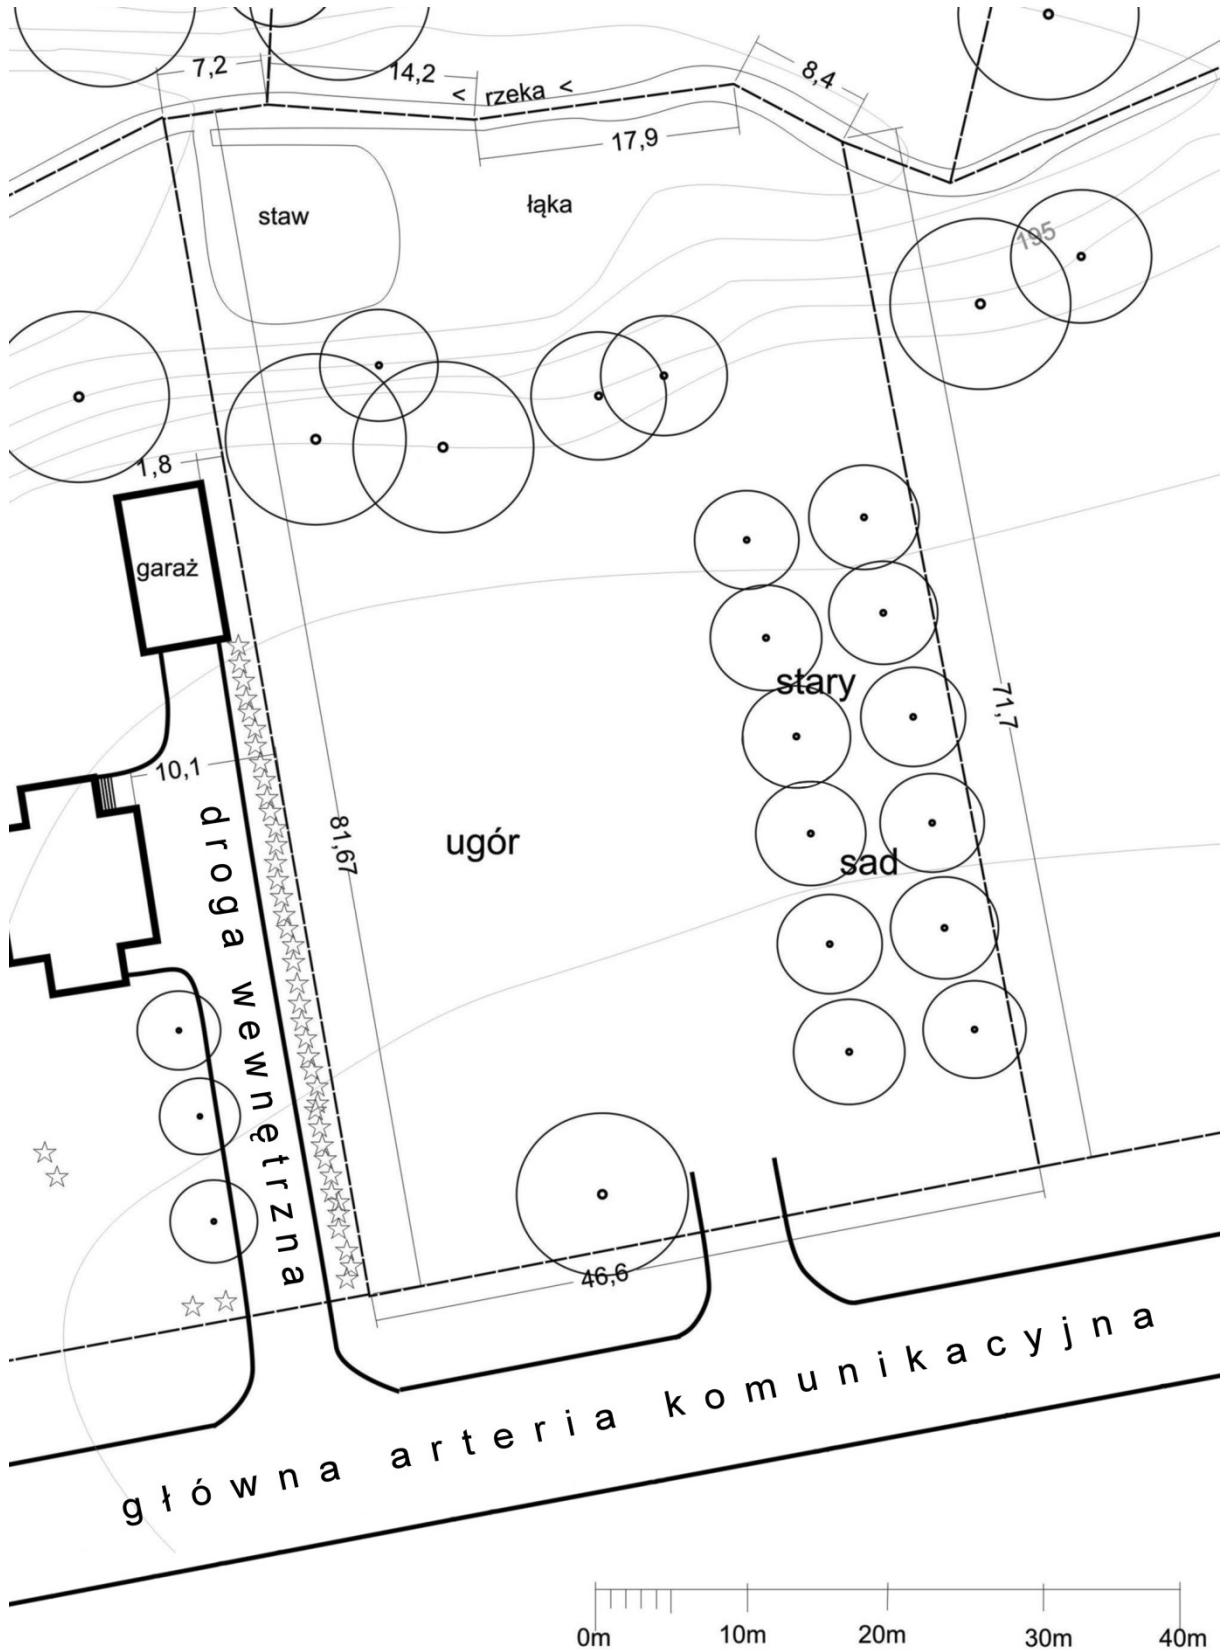 7,2
14,2
8,4
< rzeka <
17,9
staw
łąka
195
1,8
garaż
stary
71,7
10,1
droga wewnętrzna
81,67
ugór
sad
46,6
główna arteria komunikacyjna
0m 10m 20m 30m 40m